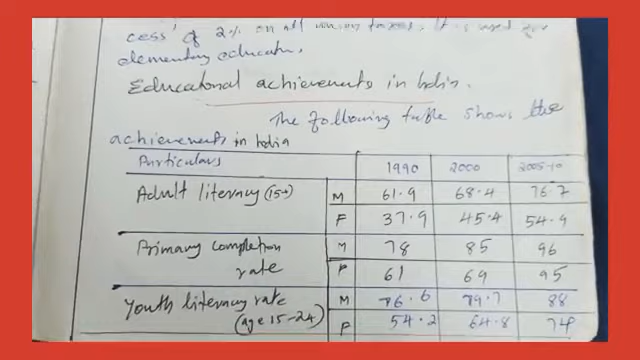 cess' of 2% on all union taxes. It is used for
elementary education.
Educational achievements in India.
The following table shows the
achievements in India
Particulars 1990 2000 2005-10
Adult literacy (15+) M 61.9 68.4 76.7
F 37.9 45.4 54.9
Primary completion M 78 85 96
rate F 61 69 95
Youth literacy rate M 76.6 79.7 88
(age 15-24) F 54.2 64.8 74